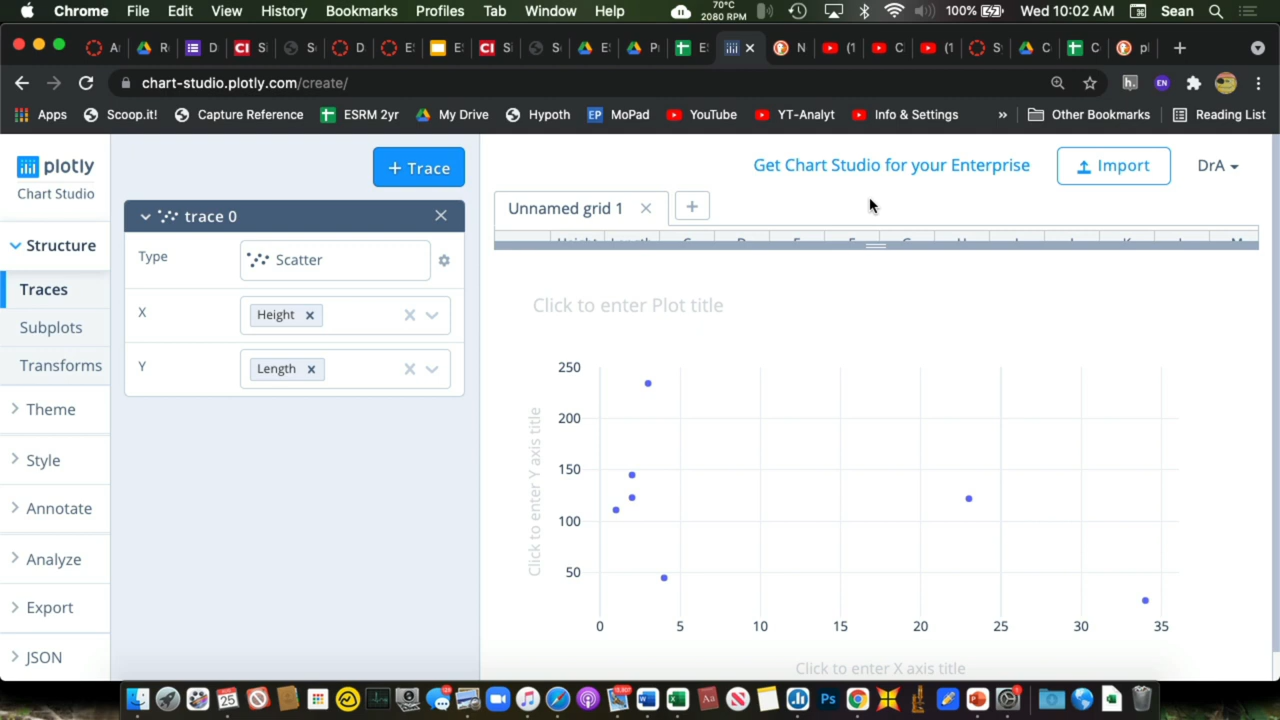 Chrome File Edit View History Bookmarks Profiles Tab Window Help 70°C 2080 RPM 100% Wed 10:02 AM Sean
chart-studio.plotly.com/create/
Apps Scoop.it! Capture Reference ESRM 2yr My Drive Hypoth MoPad YouTube YT-Analyt Info & Settings » Other Bookmarks Reading List
plotly
Chart Studio
+ Trace
Get Chart Studio for your Enterprise
Import
DrA
Structure
Traces
Subplots
Transforms
Theme
Style
Annotate
Analyze
Export
JSON
trace 0
Type Scatter
X Height
Y Length
Unnamed grid 1
Height Length
Click to enter Plot title
Click to enter Y axis title
250
200
150
100
50
0 5 10 15 20 25 30 35
Click to enter X axis title